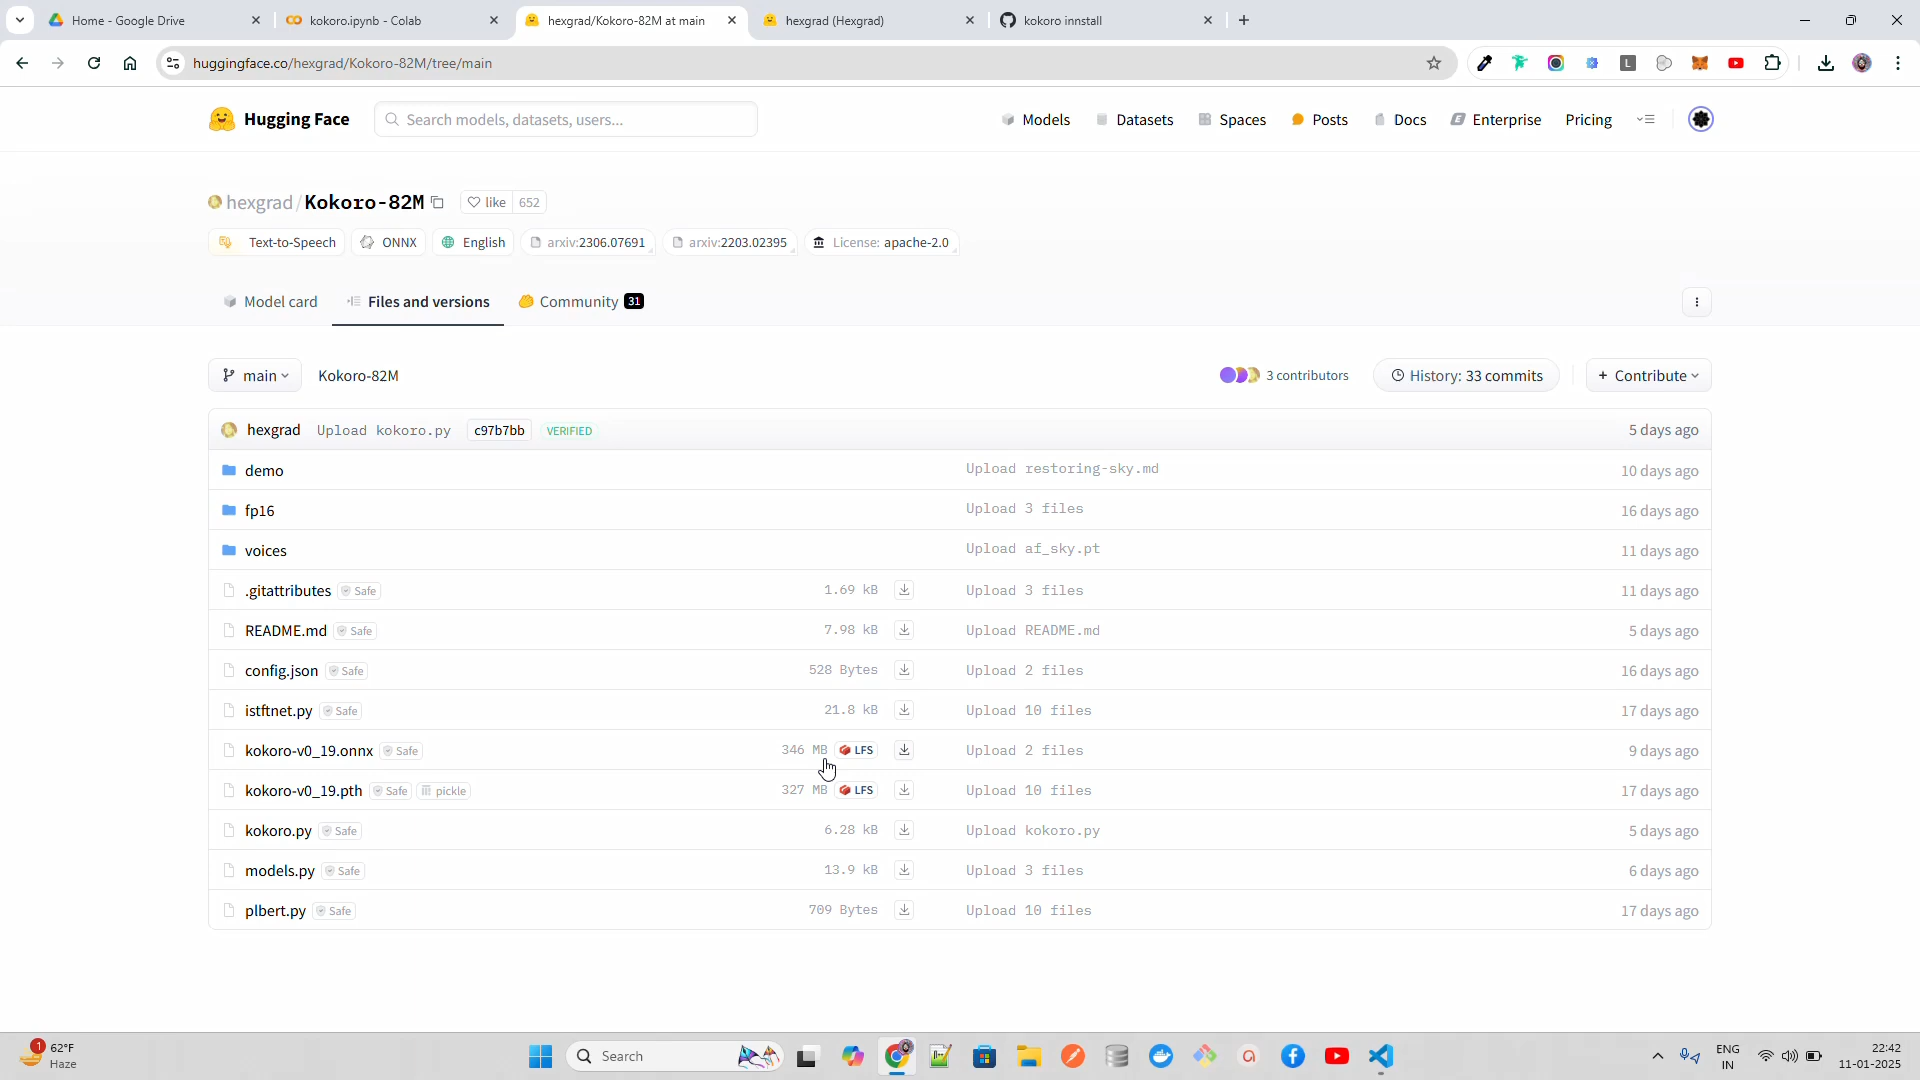 Home - Google Drive
kokoro.ipynb - Colab
hexgrad/Kokoro-82M at main
hexgrad (Hexgrad)
kokoro innstall
huggingface.co/hexgrad/Kokoro-82M/tree/main
L
Hugging Face
Search models, datasets, users...
Models
Datasets
Spaces
Posts
Docs
Enterprise
Pricing
hexgrad/Kokoro-82M
like 652
Text-to-Speech
ONNX
English
arxiv:2306.07691
arxiv:2203.02395
License: apache-2.0
Model card
Files and versions
Community 31
main
Kokoro-82M
3 contributors
History: 33 commits
+ Contribute
hexgrad Upload kokoro.py c97b7bb VERIFIED 5 days ago
demo Upload restoring-sky.md 10 days ago
fp16 Upload 3 files 16 days ago
voices Upload af_sky.pt 11 days ago
.gitattributes Safe 1.69 kB Upload 3 files 11 days ago
README.md Safe 7.98 kB Upload README.md 5 days ago
config.json Safe 528 Bytes Upload 2 files 16 days ago
istftnet.py Safe 21.8 kB Upload 10 files 17 days ago
kokoro-v0_19.onnx Safe 346 MB LFS Upload 2 files 9 days ago
kokoro-v0_19.pth Safe pickle 327 MB LFS Upload 10 files 17 days ago
kokoro.py Safe 6.28 kB Upload kokoro.py 5 days ago
models.py Safe 13.9 kB Upload 3 files 6 days ago
plbert.py Safe 709 Bytes Upload 10 files 17 days ago
1
62°F
Haze
Search
ENG
IN
22:42
11-01-2025